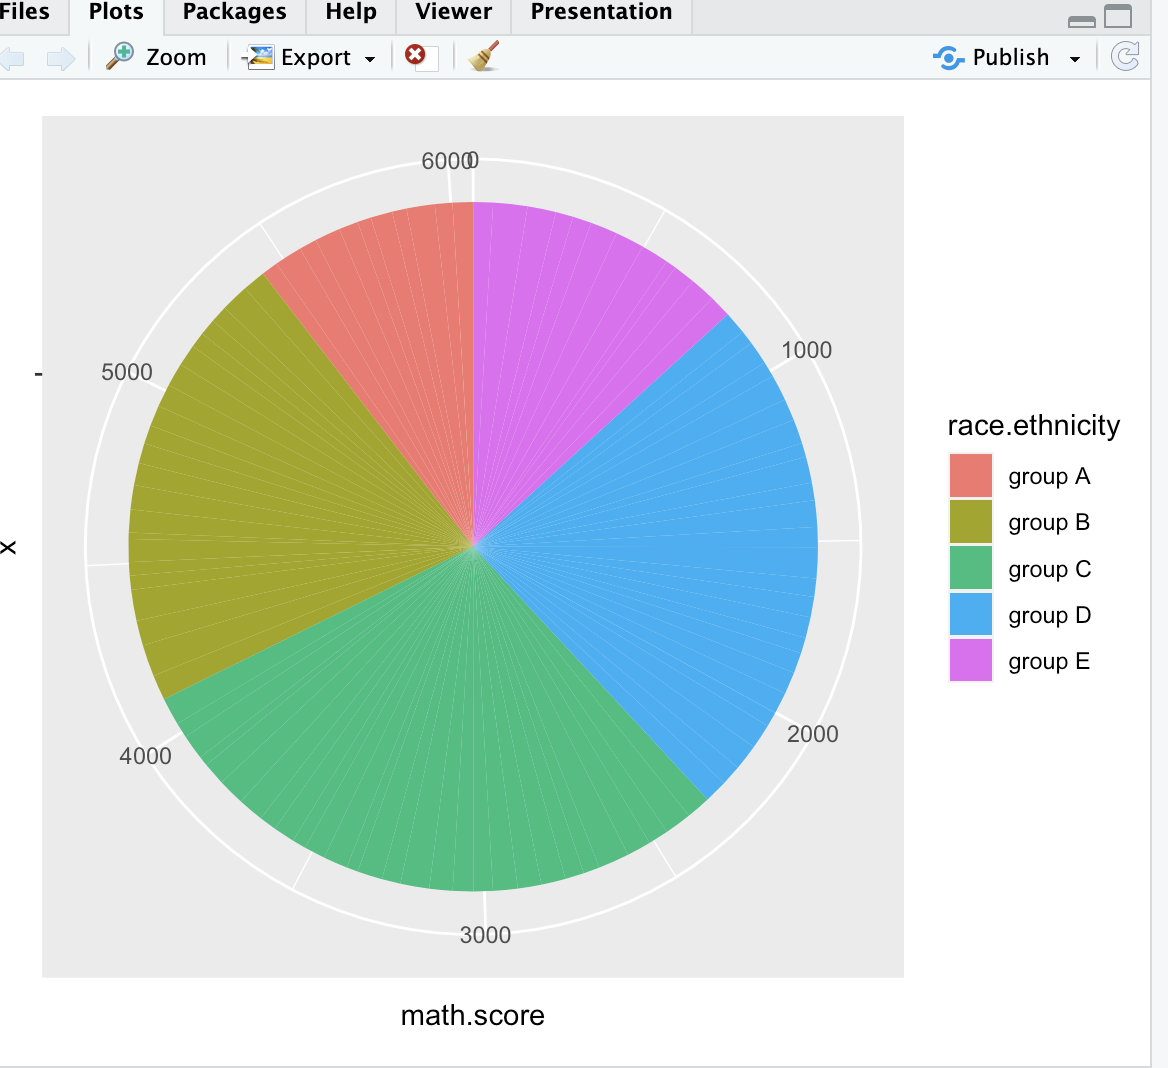 Files Plots Packages Help Viewer Presentation
Zoom Export Publish
6000 0
1000
5000
-
race.ethnicity
group A
group B
x
group C
group D
group E
2000
4000
3000
math.score